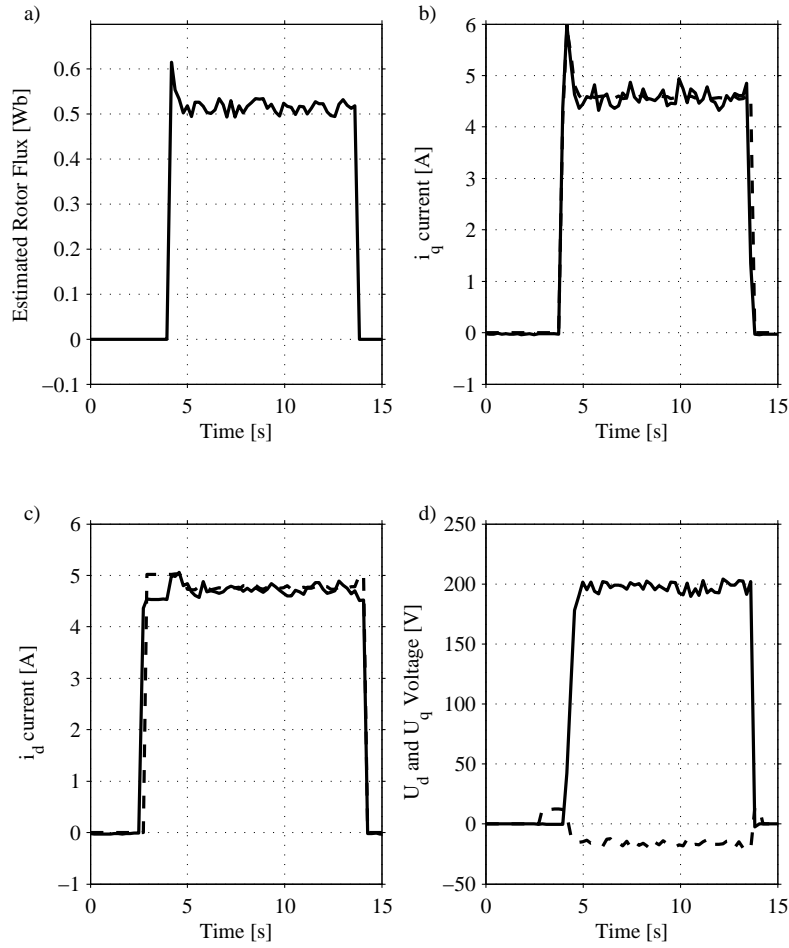 a)
Estimated Rotor Flux [Wb]
0.6
0.5
0.4
0.3
0.2
0.1
0
−0.1
0 5 10 15
Time [s]
b)
i_q current [A]
6
5
4
3
2
1
0
−1
0 5 10 15
Time [s]
c)
i_d current [A]
6
5
4
3
2
1
0
−1
0 5 10 15
Time [s]
d)
U_d and U_q Voltage [V]
250
200
150
100
50
0
−50
0 5 10 15
Time [s]